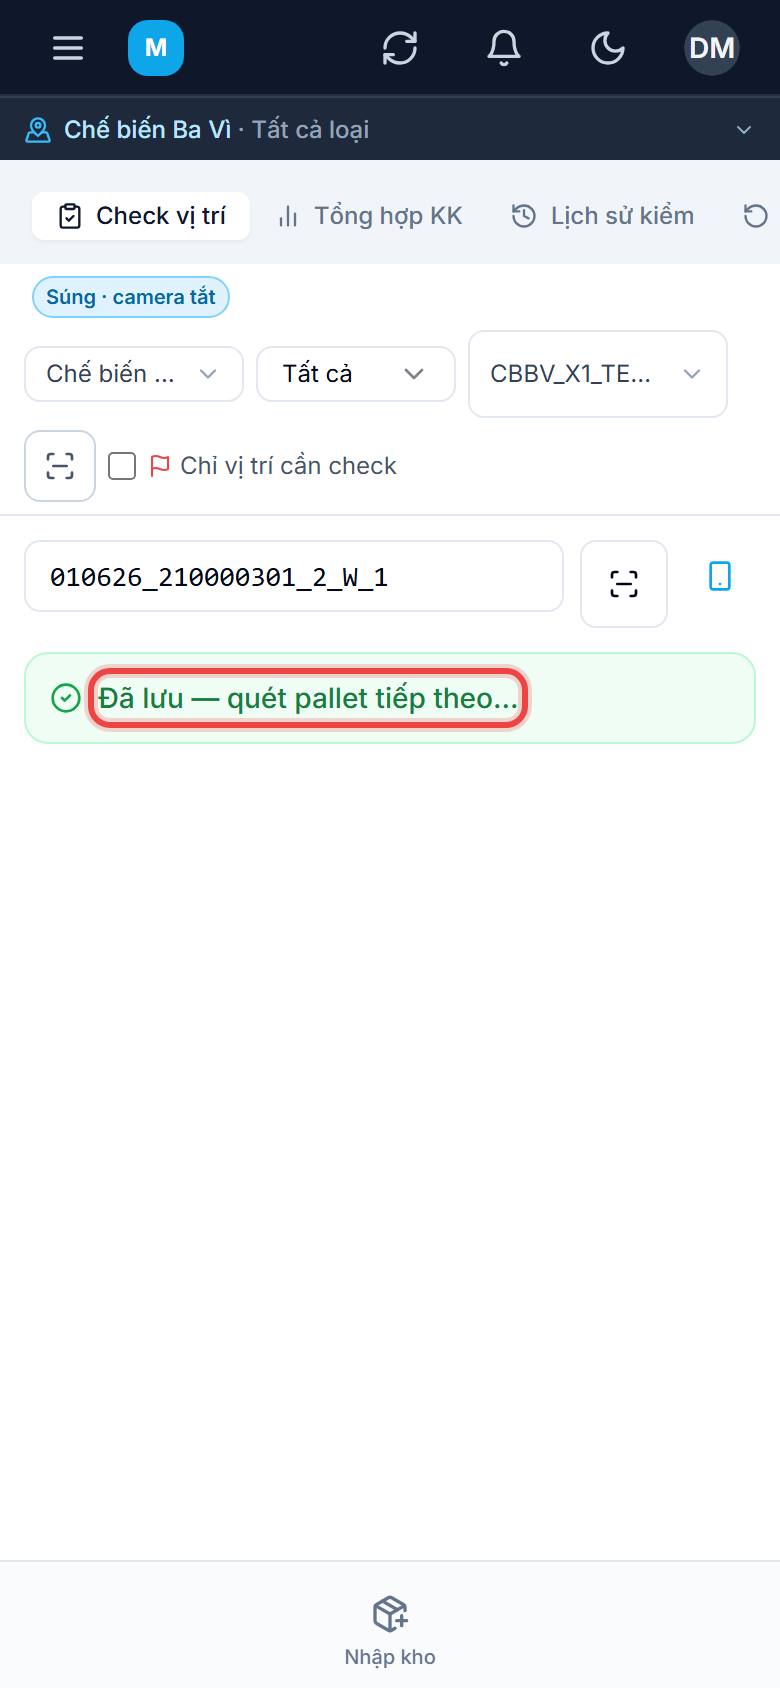 M
DM
Chế biến Ba Vì · Tất cả loại
Check vị trí
Tổng hợp KK
Lịch sử kiểm
Súng · camera tắt
Chế biến ...
Tất cả
CBBV_X1_TE...
Chỉ vị trí cần check
010626_210000301_2_W_1
Đã lưu — quét pallet tiếp theo...
Nhập kho